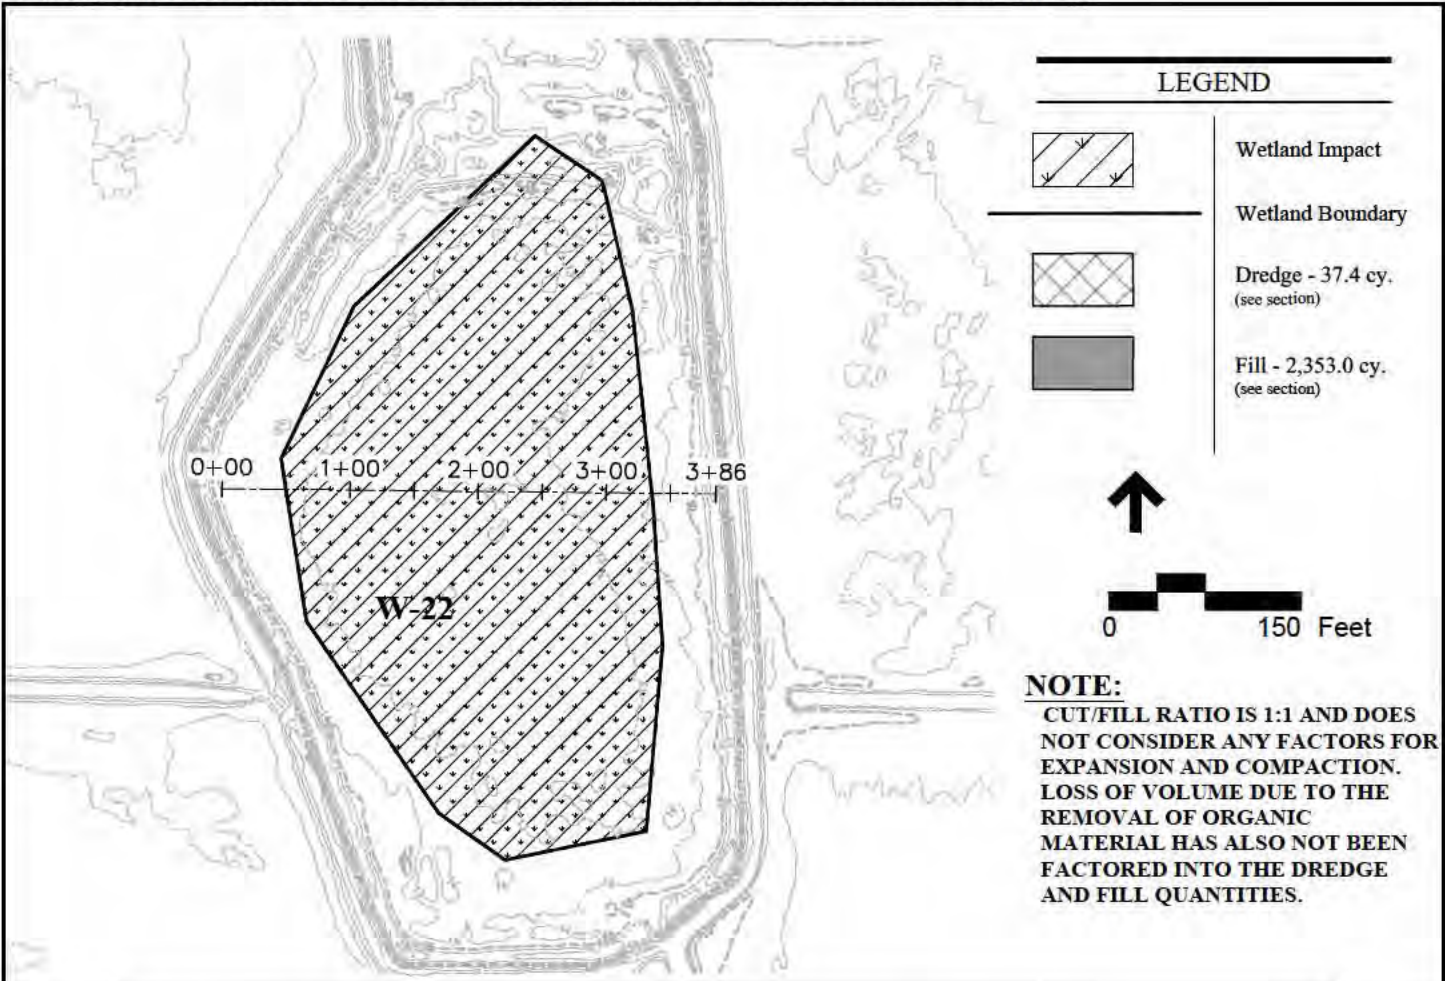 LEGEND
Wetland Impact
Wetland Boundary
Dredge - 37.4 cy.
(see section)
Fill - 2,353.0 cy.
(see section)
0+00 1+00 2+00 3+00 3+86
W-22
0 150 Feet
NOTE:
CUT/FILL RATIO IS 1:1 AND DOES
NOT CONSIDER ANY FACTORS FOR
EXPANSION AND COMPACTION.
LOSS OF VOLUME DUE TO THE
REMOVAL OF ORGANIC
MATERIAL HAS ALSO NOT BEEN
FACTORED INTO THE DREDGE
AND FILL QUANTITIES.